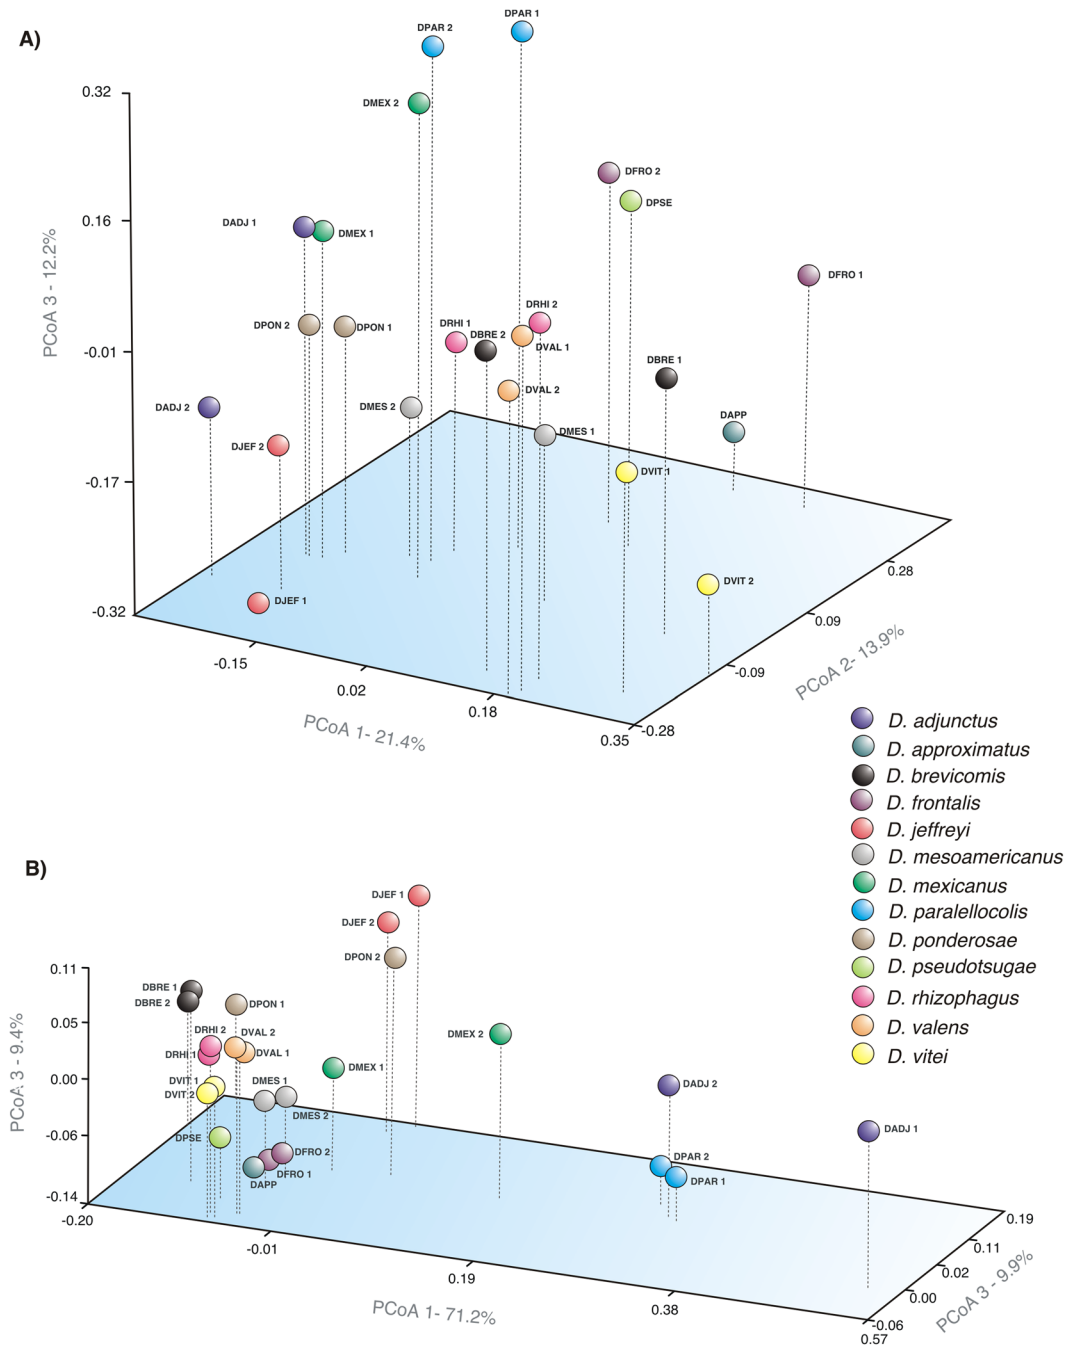 A)
DPAR 1
DPAR 2
0.32
DMEX 2
DFRO 2
DPSE
0.16
DADJ 1
DMEX 1
DFRO 1
PCoA 3 - 12.2%
DRHI 2
DPON 2
DPON 1
DRHI 1
DBRE 2
DVAL 1
-0.01
DBRE 1
DVAL 2
DADJ 2
DMES 2
DAPP
DMES 1
DJEF 2
DVIT 1
-0.17
0.28
DVIT 2
DJEF 1
-0.32
0.09
-0.15
PCoA 2- 13.9%
-0.09
0.02
0.18
PCoA 1- 21.4%
0.35
-0.28
D. adjunctus
D. approximatus
D. brevicomis
D. frontalis
D. jeffreyi
D. mesoamericanus
D. mexicanus
D. paralellocolis
D. ponderosae
D. pseudotsugae
D. rhizophagus
D. valens
D. vitei
B)
DJEF 1
DJEF 2
DPON 2
0.11
DBRE 1
DBRE 2
DPON 1
0.05
DRHI 2
DVAL 2
DMEX 2
DRHI 1
DVAL 1
PCoA 3 - 9.4%
DMEX 1
0.00
DVIT 1
DMES 1
DADJ 2
DVIT 2
DMES 2
-0.06
DPSE
DADJ 1
DFRO 2
DPAR 2
DFRO 1
DPAR 1
DAPP
-0.14
-0.20
0.19
-0.01
0.11
0.19
0.02
0.00
PCoA 3 - 9.9%
0.38
PCoA 1- 71.2%
-0.06
0.57